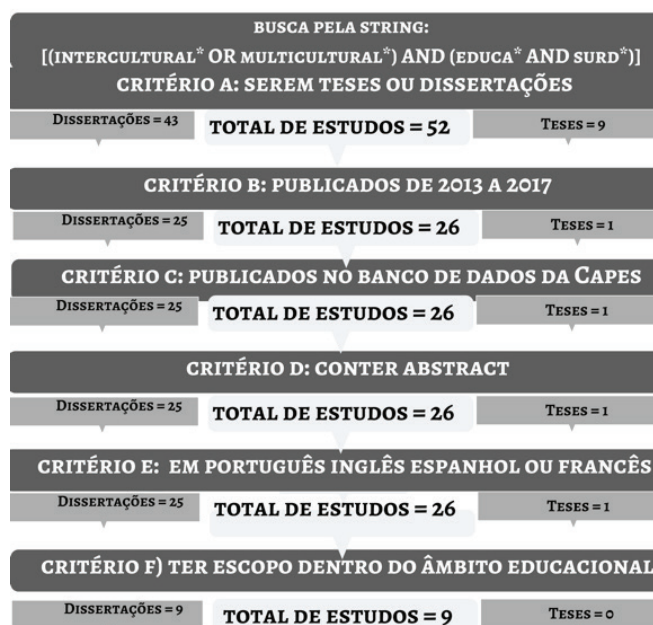 BUSCA PELA STRING:
[(INTERCULTURAL* OR MULTICULTURAL*) AND (EDUCA* AND SURD*)]
CRITÉRIO A: SEREM TESES OU DISSERTAÇÕES
DISSERTAÇÕES = 43
TOTAL DE ESTUDOS = 52
TESES = 9
CRITÉRIO B: PUBLICADOS DE 2013 A 2017
DISSERTAÇÕES = 25
TOTAL DE ESTUDOS = 26
TESES = 1
CRITÉRIO C: PUBLICADOS NO BANCO DE DADOS DA CAPES
DISSERTAÇÕES = 25
TOTAL DE ESTUDOS = 26
TESES = 1
CRITÉRIO D: CONTER ABSTRACT
DISSERTAÇÕES = 25
TOTAL DE ESTUDOS = 26
TESES = 1
CRITÉRIO E: EM PORTUGUÊS INGLÊS ESPANHOL OU FRANCÊS
DISSERTAÇÕES = 25
TOTAL DE ESTUDOS = 26
TESES = 1
CRITÉRIO F) TER ESCOPO DENTRO DO ÂMBITO EDUCACIONAL
DISSERTAÇÕES = 9
TOTAL DE ESTUDOS = 9
TESES = 0